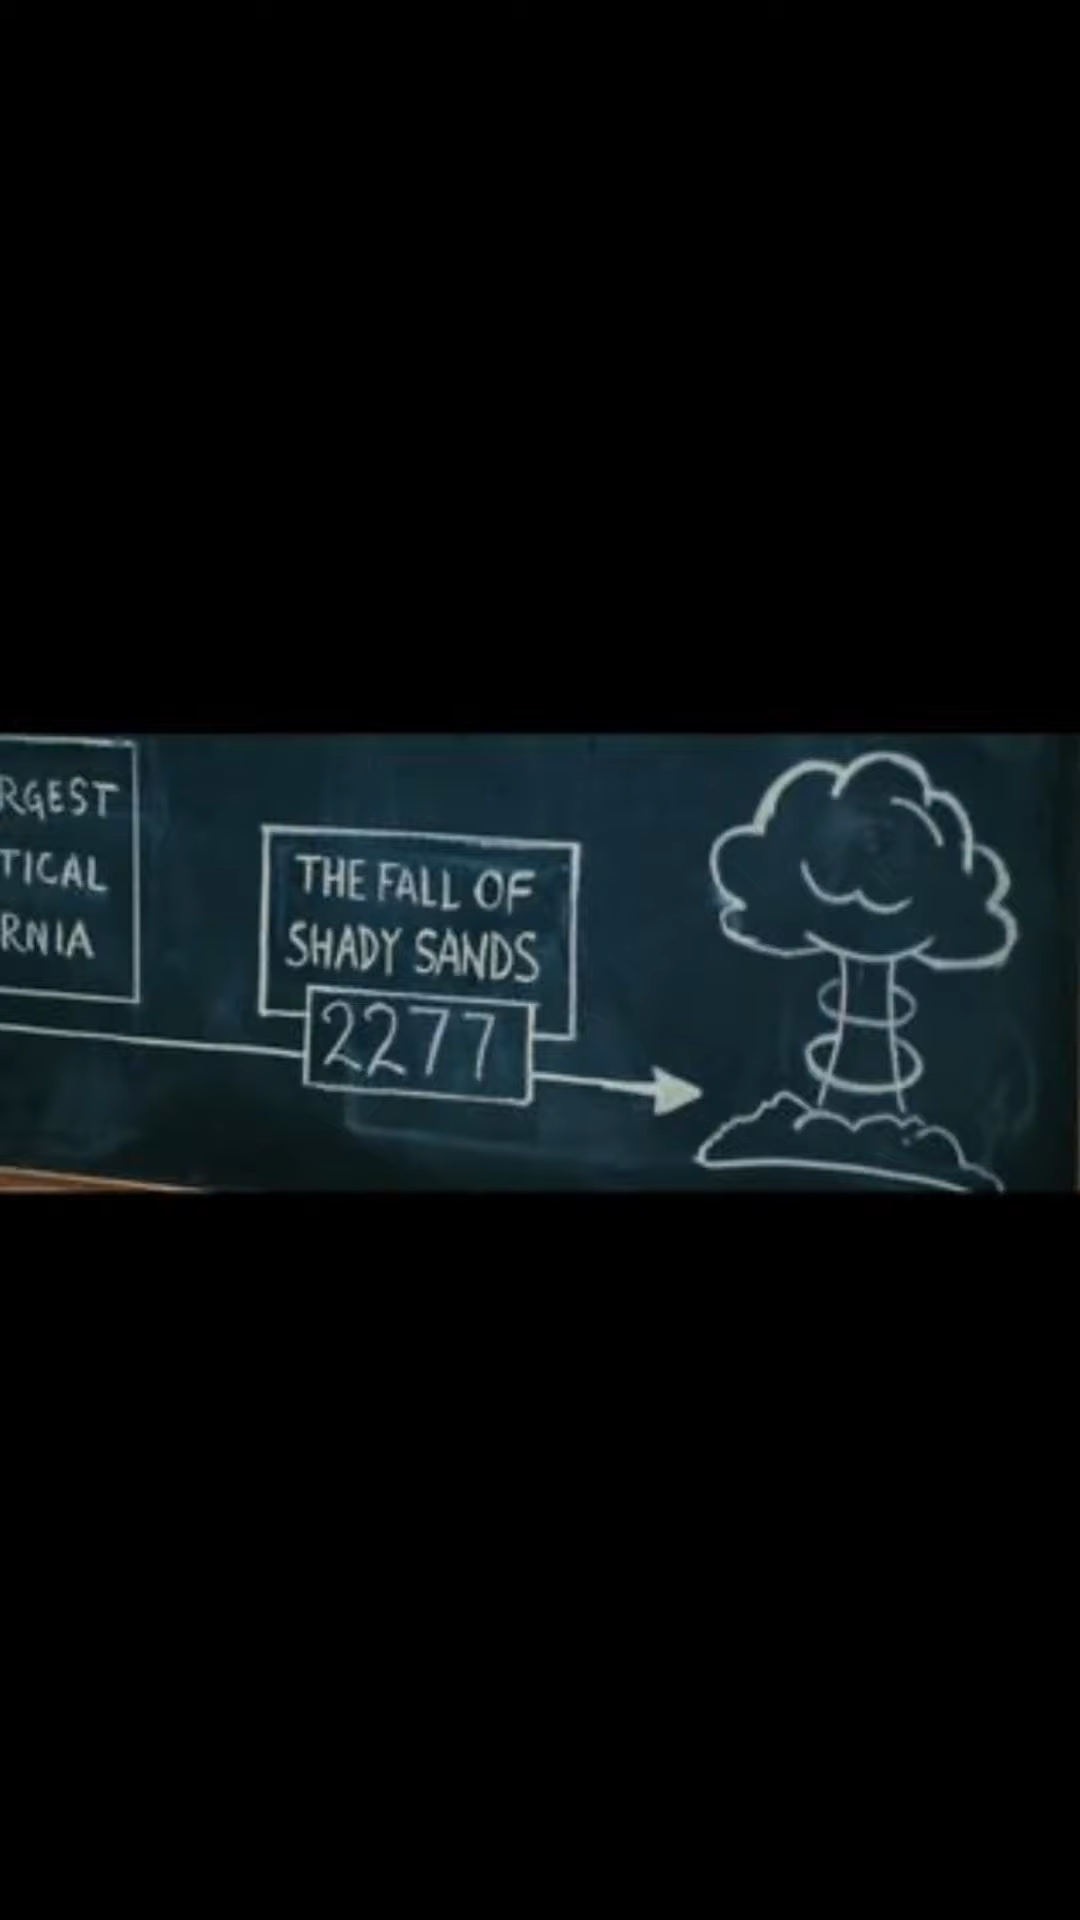 RGEST
TICAL
RNIA
THE FALL OF
SHADY SANDS
2277